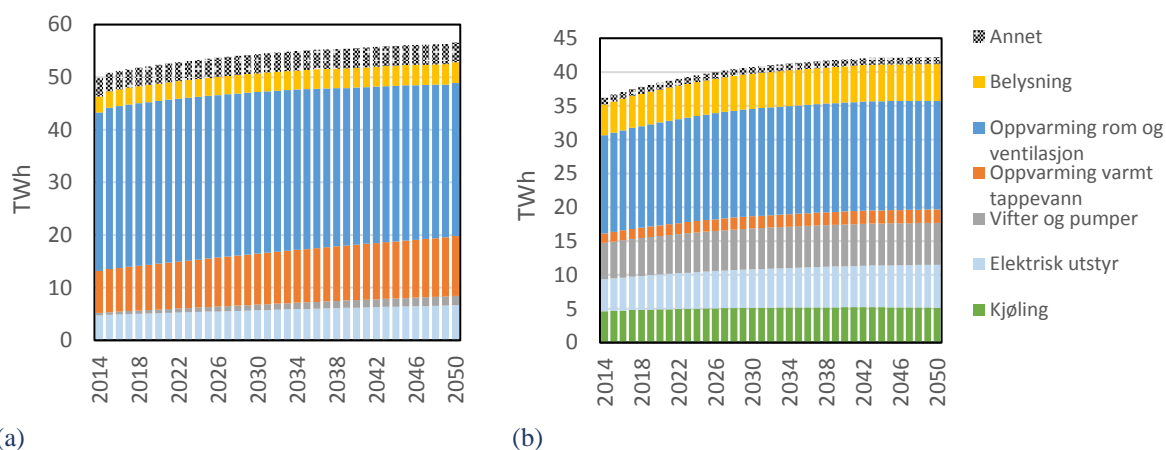 TWh
60
50
40
30
20
10
0
2014
2018
2022
2026
2030
2034
2038
2042
2046
2050
(a)
TWh
45
40
35
30
25
20
15
10
5
0
2014
2018
2022
2026
2030
2034
2038
2042
2046
2050
(b)
Annet
Belysning
Oppvarming rom og
ventilasjon
Oppvarming varmt
tappevann
Vifter og pumper
Elektrisk utstyr
Kjøling